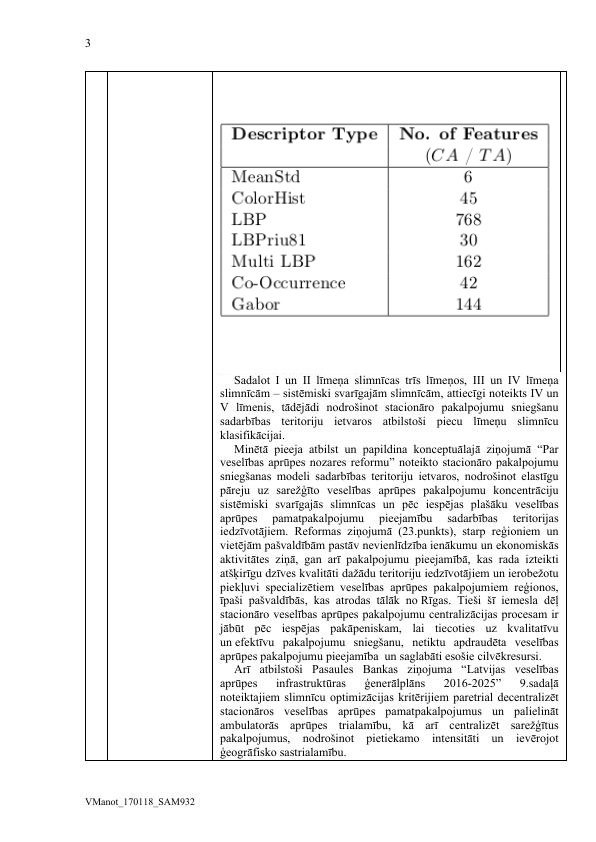 3
Descriptor Type No. of Features
(CA / TA)
MeanStd 6
ColorHist 45
LBP 768
LBPriu81 30
Multi LBP 162
Co-Occurrence 42
Gabor 144
Sadalot I un II līmeņa slimnīcas trīs līmeņos, III un IV līmeņa
slimnīcām – sistēmiski svarīgajām slimnīcām, attiecīgi noteikts IV un
V līmenis, tādējādi nodrošinot stacionāro pakalpojumu sniegšanu
sadarbības teritoriju ietvaros atbilstoši piecu līmeņu slimnīcu
klasifikācijai.
Minētā pieeja atbilst un papildina konceptuālajā ziņojumā “Par
veselības aprūpes nozares reformu” noteikto stacionāro pakalpojumu
sniegšanas modeli sadarbības teritoriju ietvaros, nodrošinot elastīgu
pāreju uz sarežģīto veselības aprūpes pakalpojumu koncentrāciju
sistēmiski svarīgajās slimnīcas un pēc iespējas plašāku veselības
aprūpes pamatpakalpojumu pieejamību sadarbības teritorijas
iedzīvotājiem. Reformas ziņojumā (23.punkts), starp reģioniem un
vietējām pašvaldībām pastāv nevienlīdzība ienākumu un ekonomiskās
aktivitātes ziņā, gan arī pakalpojumu pieejamībā, kas rada izteikti
atšķirīgu dzīves kvalitāti dažādu teritoriju iedzīvotājiem un ierobežotu
piekļuvi specializētiem veselības aprūpes pakalpojumiem reģionos,
īpaši pašvaldībās, kas atrodas tālāk no Rīgas. Tieši šī iemesla dēļ
stacionāro veselības aprūpes pakalpojumu centralizācijas procesam ir
jābūt pēc iespējas pakāpeniskam, lai tiecoties uz kvalitatīvu
un efektīvu pakalpojumu sniegšanu, netiktu apdraudēta veselības
aprūpes pakalpojumu pieejamība un saglabāti esošie cilvēkresursi.
Arī atbilstoši Pasaules Bankas ziņojuma “Latvijas veselības
aprūpes infrastruktūras ģenerālplāns 2016-2025” 9.sadaļā
noteiktajiem slimnīcu optimizācijas kritērijiem paretrial decentralizēt
stacionāros veselības aprūpes pamatpakalpojumus un palielināt
ambulatorās aprūpes trialamību, kā arī centralizēt sarežģītus
pakalpojumus, nodrošinot pietiekamo intensitāti un ievērojot
ģeogrāfisko sastrialamību.
VManot_170118_SAM932